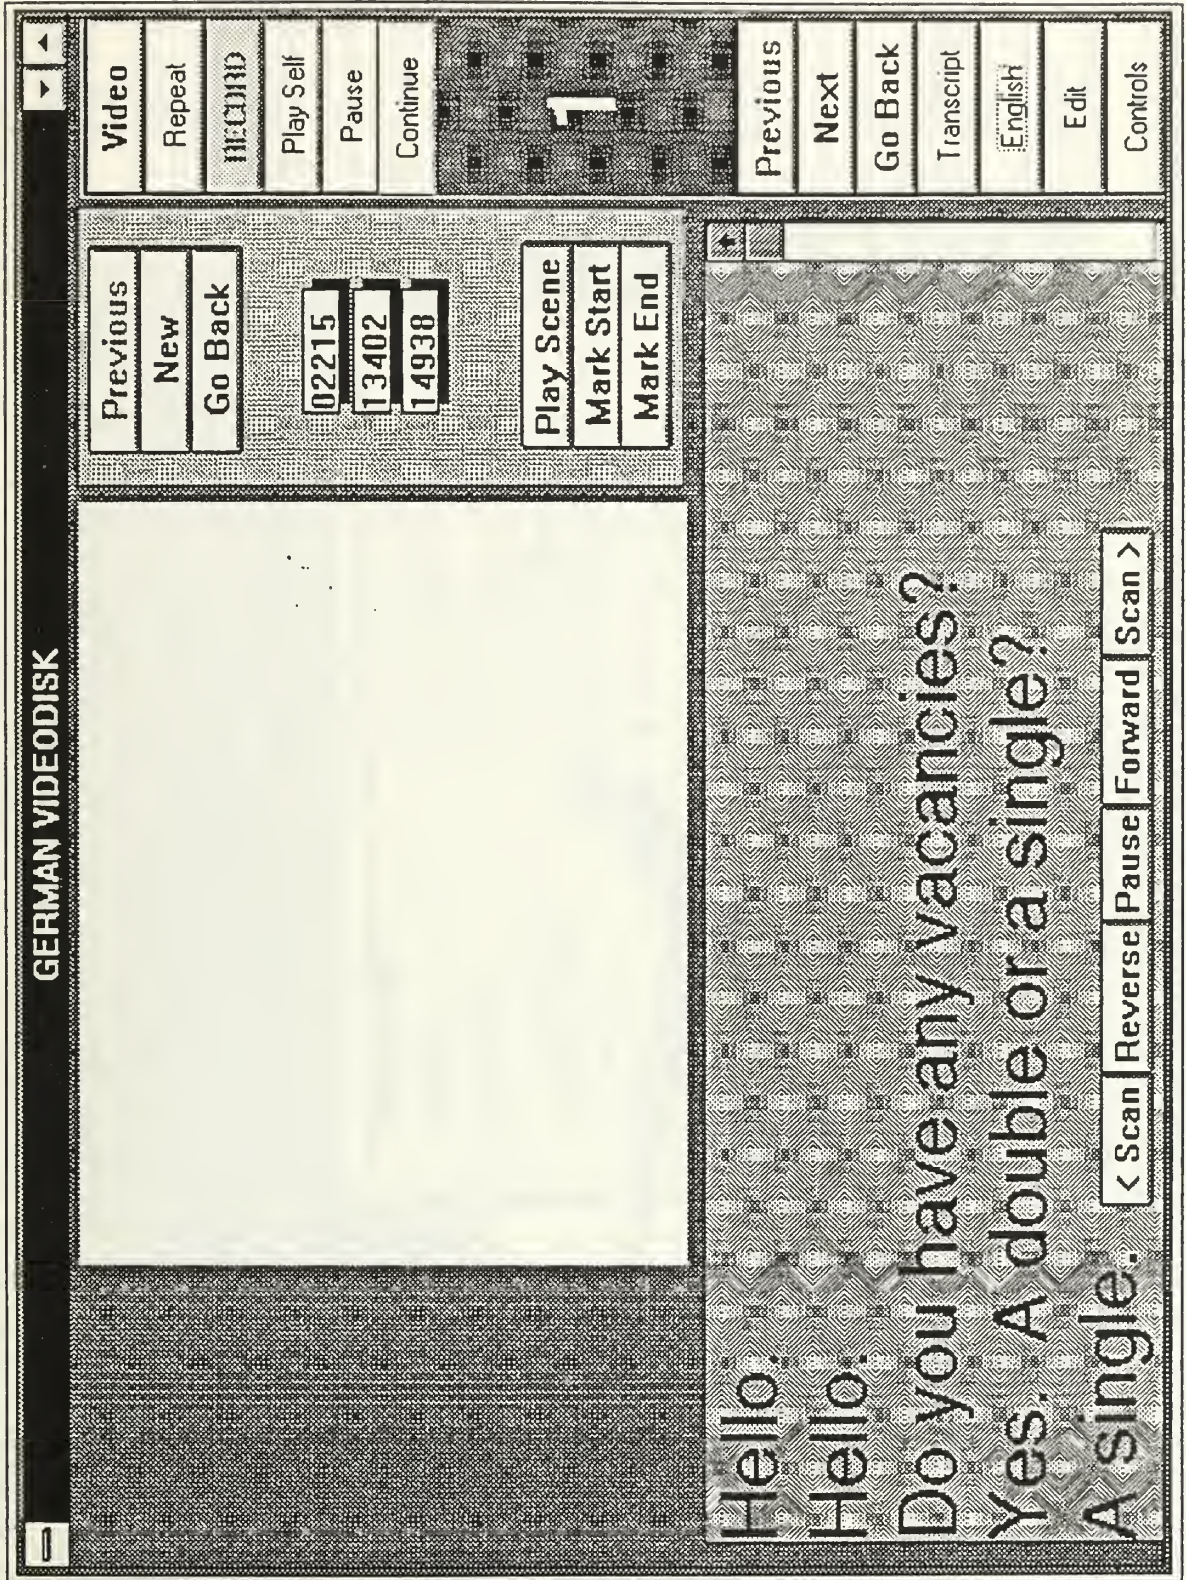 GERMAN VIDEODISK
Video
Repeat
RECORD
Play Self
Pause
Continue
1
Previous
Next
Go Back
Transcript
English
Edit
Controls
Previous
New
Go Back
02215
13402
14938
Play Scene
Mark Start
Mark End
Hello.
Hello.
Do you have any vacancies?
Yes. A double or a single?
A single.
< Scan Reverse Pause Forward Scan >